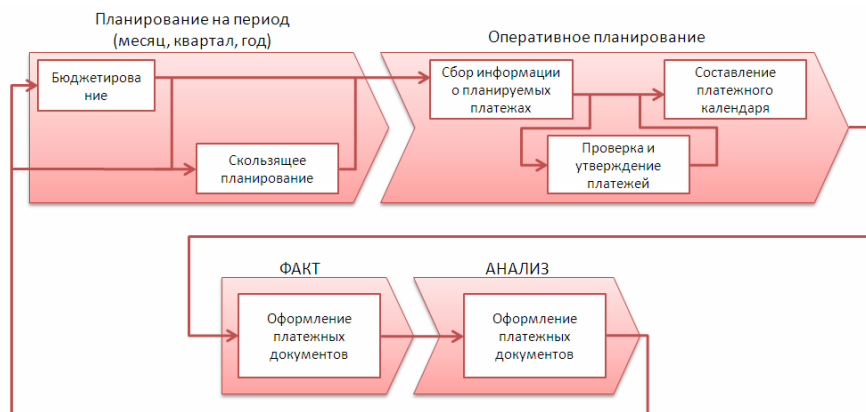 Планирование на период
(месяц, квартал, год)
Оперативное планирование
Бюджетирова
ние
Скользящее
планирование
Сбор информации
о планируемых
платежах
Составление
платежного
календаря
Проверка и
утверждение
платежей
ФАКТ
АНАЛИЗ
Оформление
платежных
документов
Оформление
платежных
документов